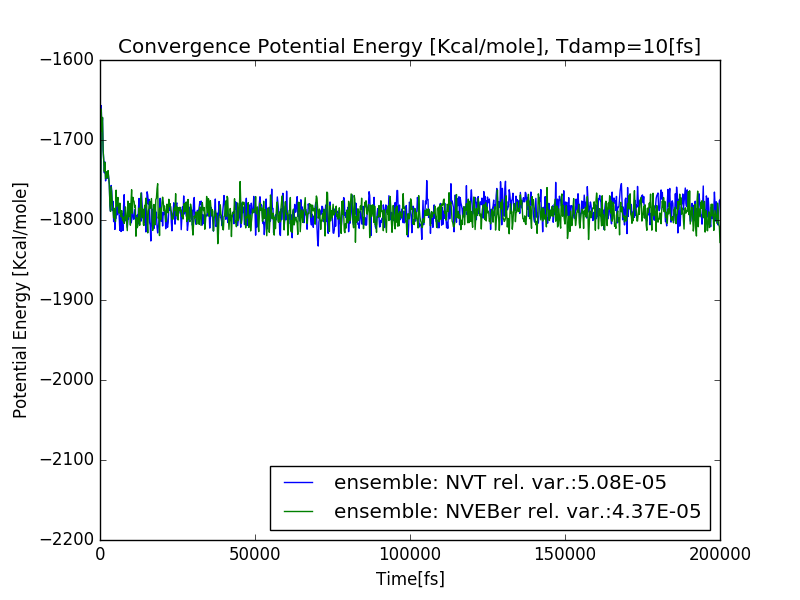 Convergence Potential Energy [Kcal/mole], Tdamp=10[fs]
−1600
−1700
−1800
−1900
−2000
−2100
−2200
Potential Energy [Kcal/mole]
ensemble: NVT rel. var.:5.08E-05
ensemble: NVEBer rel. var.:4.37E-05
0 50000 100000 150000 200000
Time[fs]